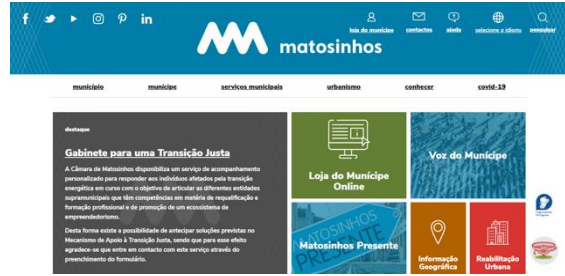 loja do munícipe
contactos
ajuda
selecione o idioma
pesquisar
matosinhos
município
munícipe
serviços municipais
urbanismo
conhecer
covid-19
destaque
Gabinete para uma Transição Justa
A Câmara de Matosinhos disponibiliza um serviço de acompanhamento
personalizado para responder aos indivíduos afetados pela transição
energética em curso com o objetivo de articular as diferentes entidades
supramunicipais que têm competências em matéria de requalificação e
formação profissional e de promoção de um ecossistema de
empreendedorismo.
Desta forma existe a possibilidade de antecipar soluções previstas no
Mecanismo de Apoio à Transição Justa, sendo que para esse efeito
agradece-se que entre em contacto com este serviço através do
preenchimento do formulário.
Loja do Munícipe
Online
Voz do Munícipe
MATOSINHOS
PRESENTE
Matosinhos Presente
Informação
Geográfica
Reabilitação
Urbana